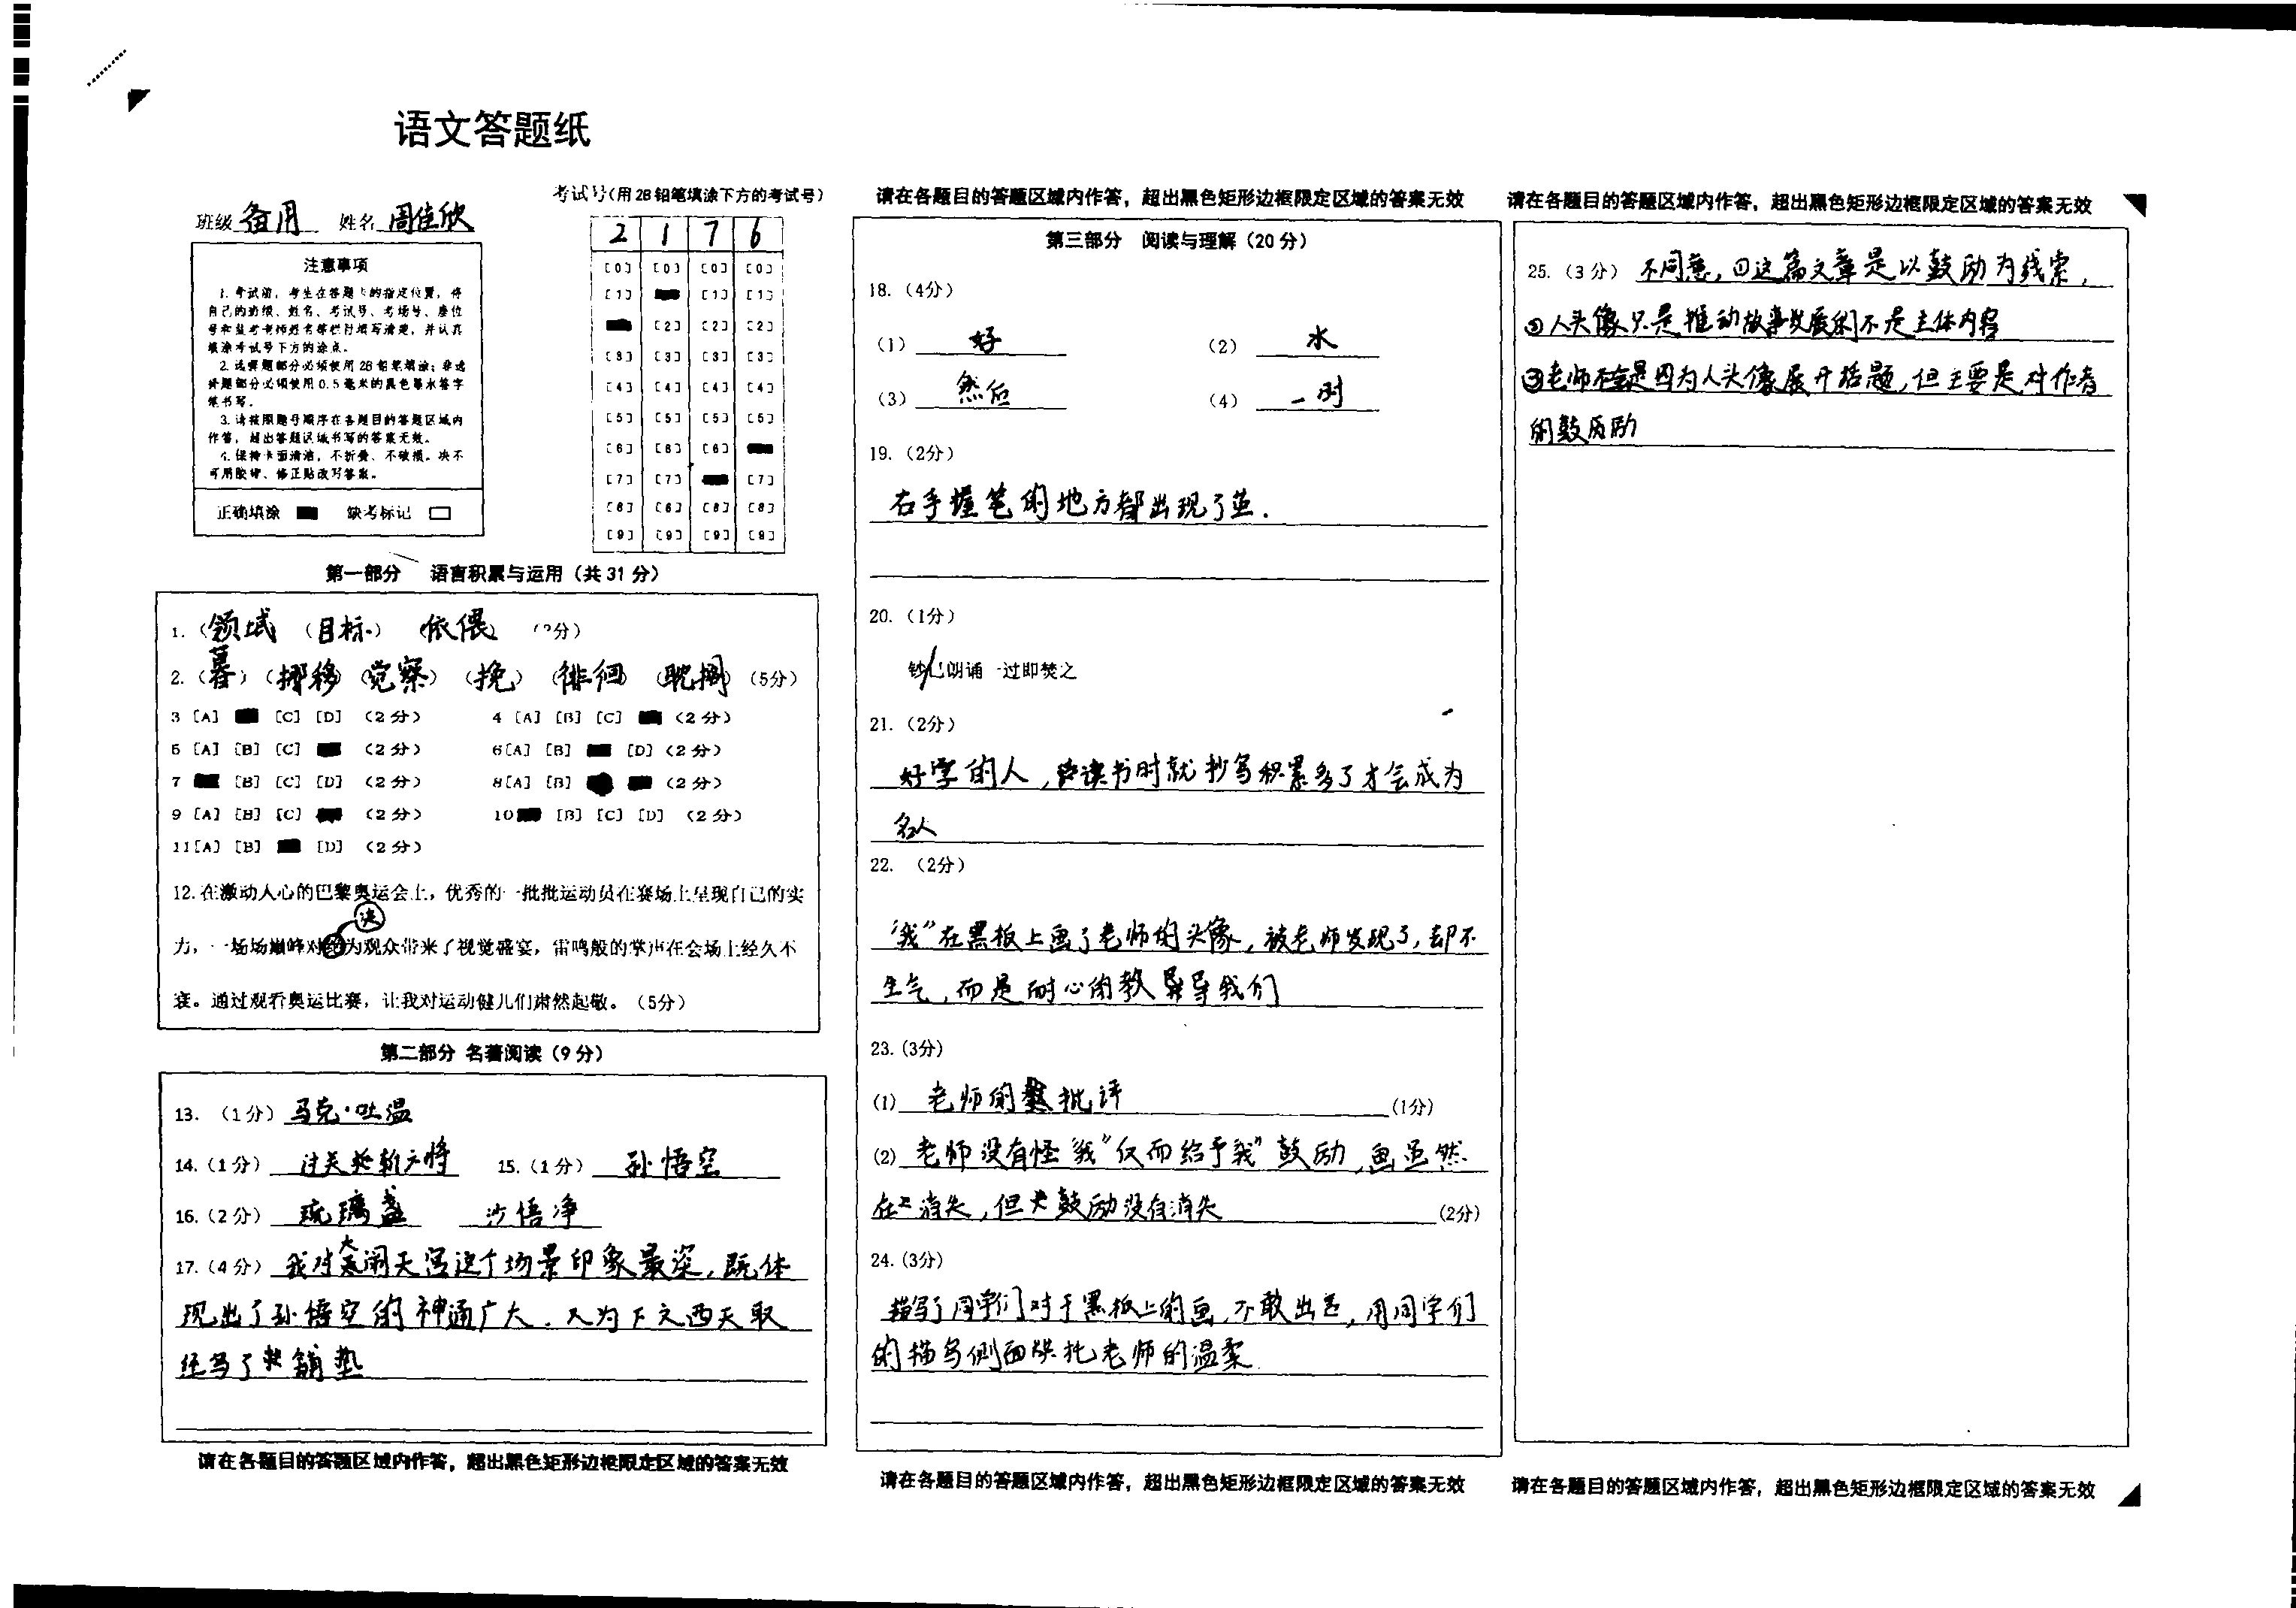 语文答题纸
班级 备用 姓名 周佳欣
考试号(用2B铅笔填涂下方的考试号)
2 1 7 6
[0] [0] [0] [0]
[1] [1] [1]
[2] [2] [2]
[3] [3] [3] [3]
[4] [4] [4] [4]
[5] [5] [5] [5]
[6] [6] [6]
[7] [7] [7]
[8] [8] [8] [8]
[9] [9] [9] [9]
注意事项
1. 考试前，考生在答题卡的指定位置，将
自己的班级、姓名、考试号、考场号、座位
号和监考老师姓名等栏目填写清楚，并认真
填涂考试号下方的涂点。
2. 选择题部分必须使用2B铅笔填涂；非选
择题部分必须使用0.5毫米的黑色墨水签字
笔书写。
3. 请按照题号顺序在各题目的答题区域内
作答，超出答题区域书写的答案无效。
4. 保持卡面清洁，不折叠、不破损。决不
可用胶带、修正贴改写答案。
正确填涂 缺考标记
第一部分 语言积累与运用（共31分）
1.（领域（目标） 依偎 （2分）
2.（暮）（挪移）（觉察）（挽）（徘徊）（耽搁）（5分）
3 [A] [C] [D] （2分） 4 [A] [B] [C] （2分）
5 [A] [B] [C] （2分） 6[A] [B] [D]（2分）
7 [B] [C] [D] （2分） 8[A] [B] （2分）
9 [A] [B] [C] （2分） 10 [B] [C] [D] （2分）
11[A] [B] [D] （2分）
12. 在激动人心的巴黎奥运会上，优秀的一批批运动员在赛场上呈现自己的实
决
力，一场场巅峰对为观众带来了视觉盛宴，雷鸣般的掌声在会场上经久不
衰。通过观看奥运比赛，让我对运动健儿们肃然起敬。（5分）
第二部分 名著阅读（9分）
13. （1分）马克·吐温
14.（1分） 过关斩六将 15.（1分） 孙悟空
16.（2分） 琉璃盏 沙悟净
17.（4分）我对大闹天宫这个场景印象最深，既体
现出了孙悟空的神通广大，又为下文西天取
经写了铺垫
请在各题目的答题区域内作答，超出黑色矩形边框限定区域的答案无效
请在各题目的答题区域内作答，超出黑色矩形边框限定区域的答案无效
第三部分 阅读与理解（20分）
18.（4分）
（1） 好 （2） 水
（3） 然后 （4） 一时
19.（2分）
右手握笔的地方都出现了茧.
20.（1分）
钞/已朗诵一过即焚之
21.（2分）
好学的人，读书时就抄写积累多了才会成为
名人
22. （2分）
“我”在黑板上画了老师的头像，被老师发现了，却不
生气，而是耐心的教导我们
23.（3分）
(1) 老师的批评 (1分)
(2) 老师没有怪“我”仅而给予“我”鼓励，画虽然
在消失，但鼓励没有消失 (2分)
24.（3分）
描写了同学们对于黑板上的画，不敢出声，用同学们
的描写侧面烘托老师的温柔
请在各题目的答题区域内作答，超出黑色矩形边框限定区域的答案无效
请在各题目的答题区域内作答，超出黑色矩形边框限定区域的答案无效
25.（3分） 不同意，①这篇文章是以鼓励为线索，
②人头像只是推动故事发展例不是主体内容
③老师不会是因为人头像展开话题，但主要是对作者
的鼓励
请在各题目的答题区域内作答，超出黑色矩形边框限定区域的答案无效